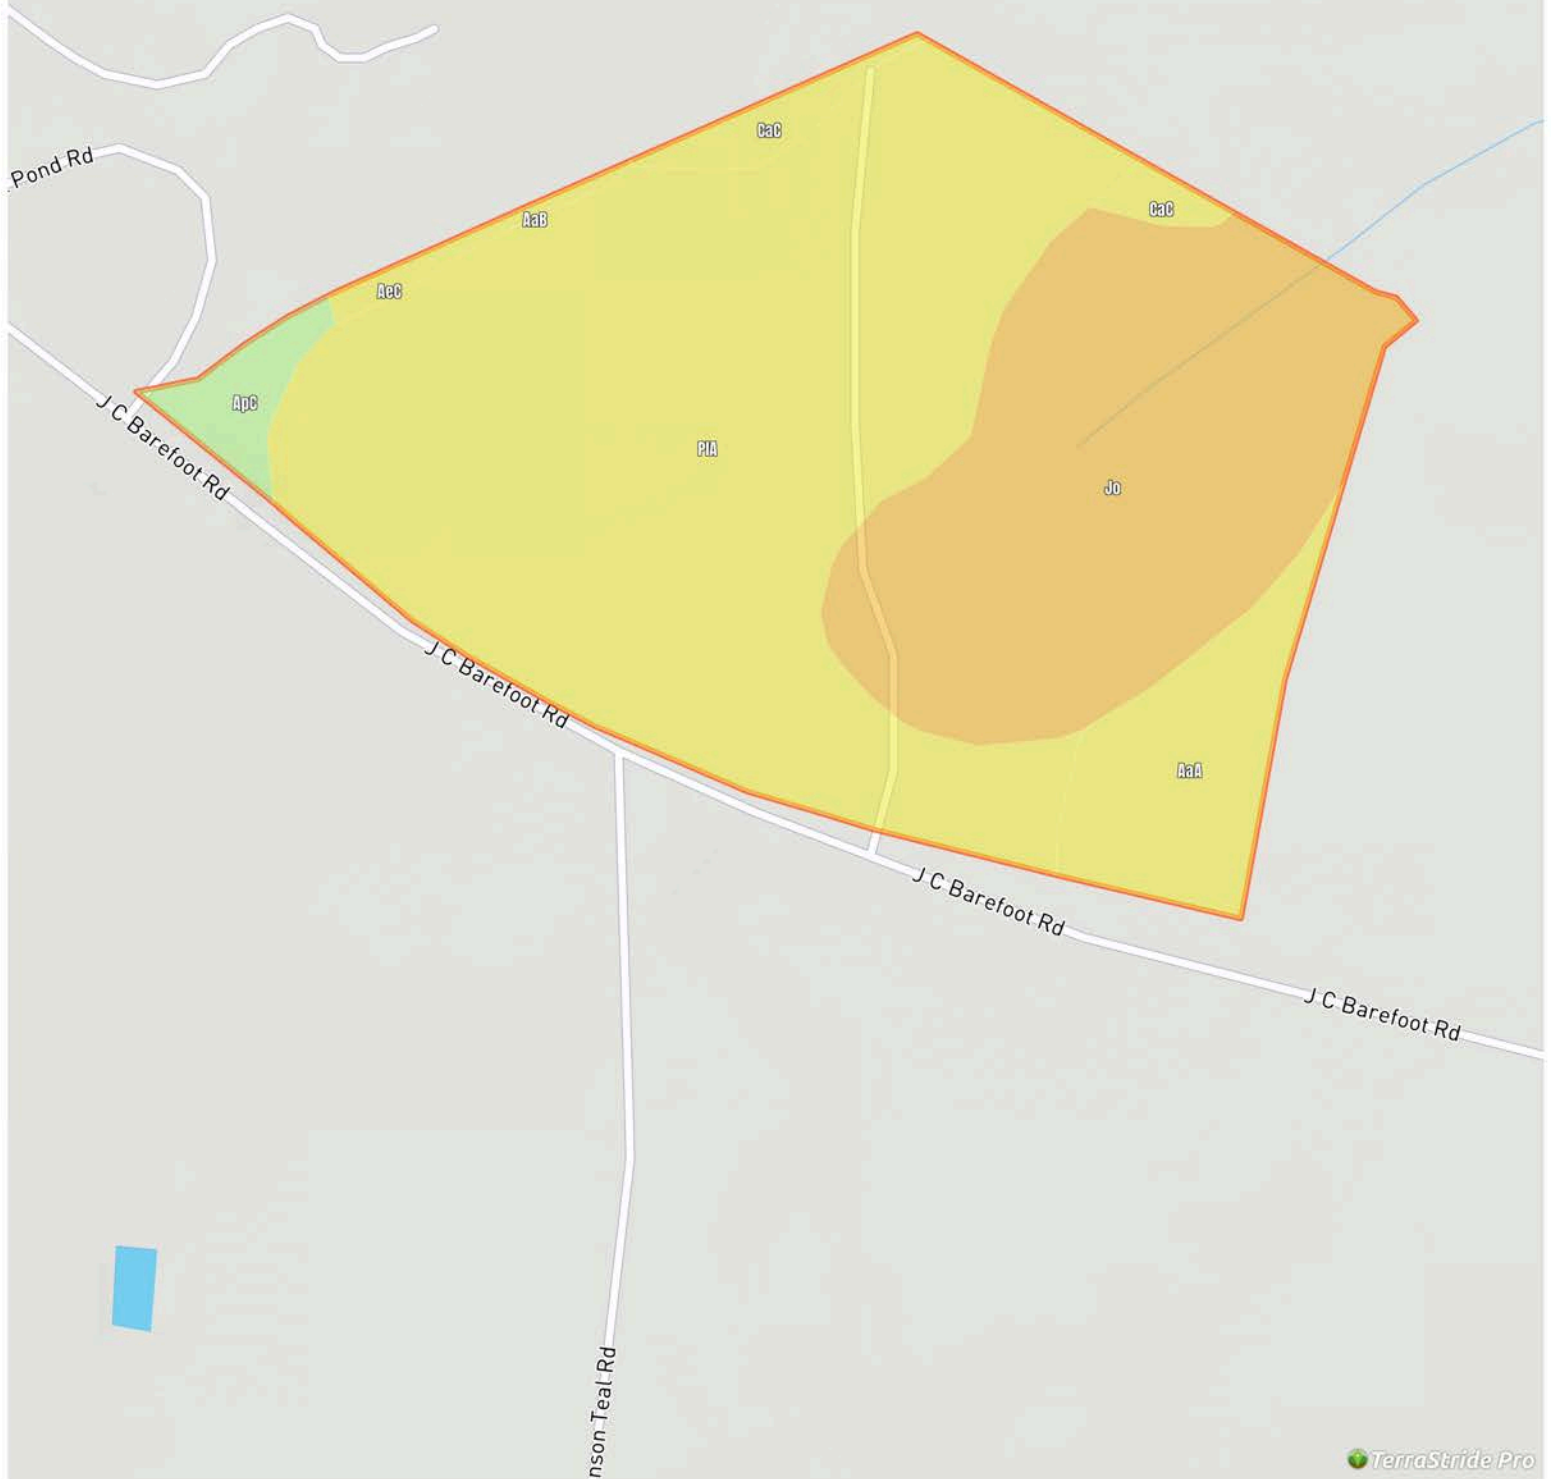 CaC
Pond Rd
CaC
AaB
AeC
ApC
J C Barefoot Rd
PlA
Jo
J C Barefoot Rd
AaA
J C Barefoot Rd
J C Barefoot Rd
nson Teal Rd
TerraStride Pro